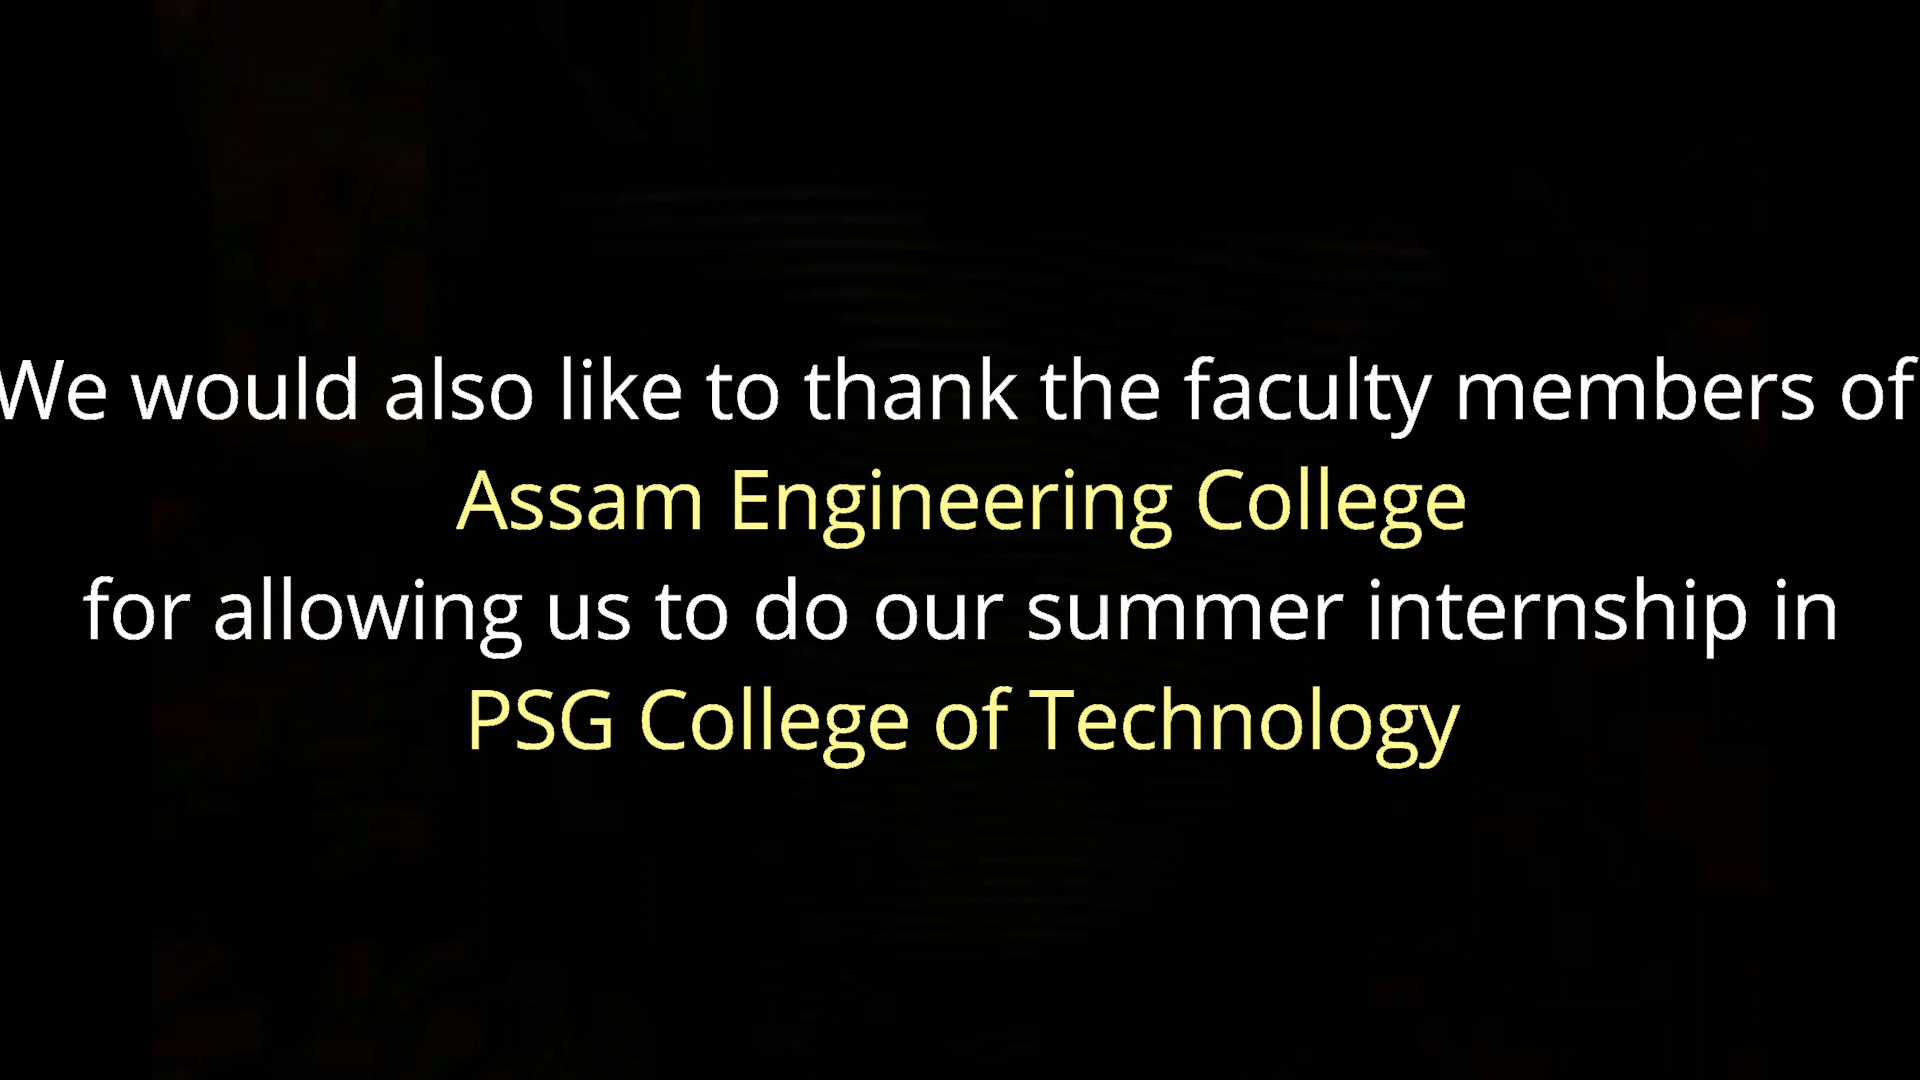 We would also like to thank the faculty members of
Assam Engineering College
for allowing us to do our summer internship in
PSG College of Technology